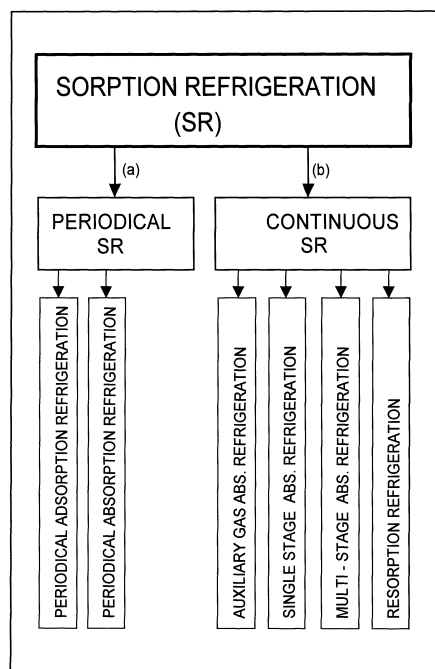 SORPTION REFRIGERATION
(SR)
(a)
(b)
PERIODICAL
SR
CONTINUOUS
SR
PERIODICAL ADSORPTION REFRIGERATION
PERIODICAL ABSORPTION REFRIGERATION
AUXILIARY GAS ABS. REFRIGERATION
SINGLE STAGE ABS. REFRIGERATION
MULTI - STAGE ABS. REFRIGERATION
RESORPTION REFRIGERATION